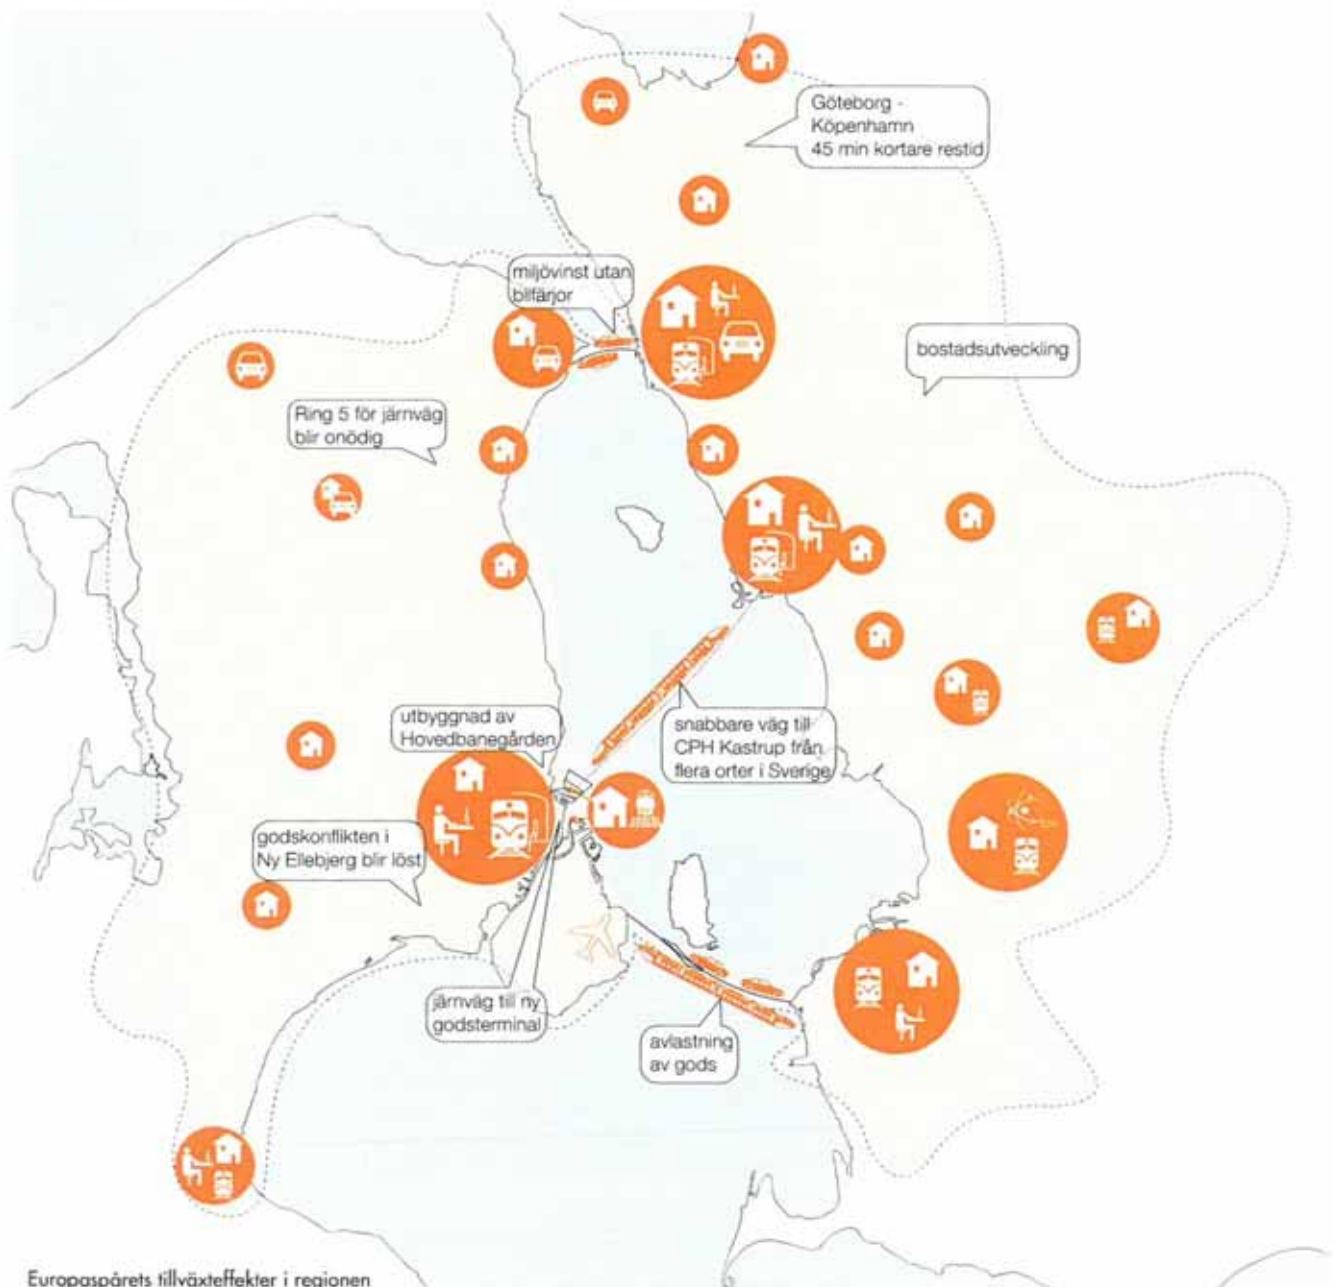 Göteborg -
Köpenhamn
45 min kortare restid
miljövinst utan
bilfärjor
bostadsutveckling
Ring 5 för järnväg
blir onödig
utbyggnad av
Hovedbanegården
snabbare väg till
CPH Kastrup från
flera orter i Sverige
godskonflikten i
Ny Ellebjerg blir löst
järnväg till ny
godsterminal
avlastning
av gods
Europaspårets tillväxteffekter i regionen